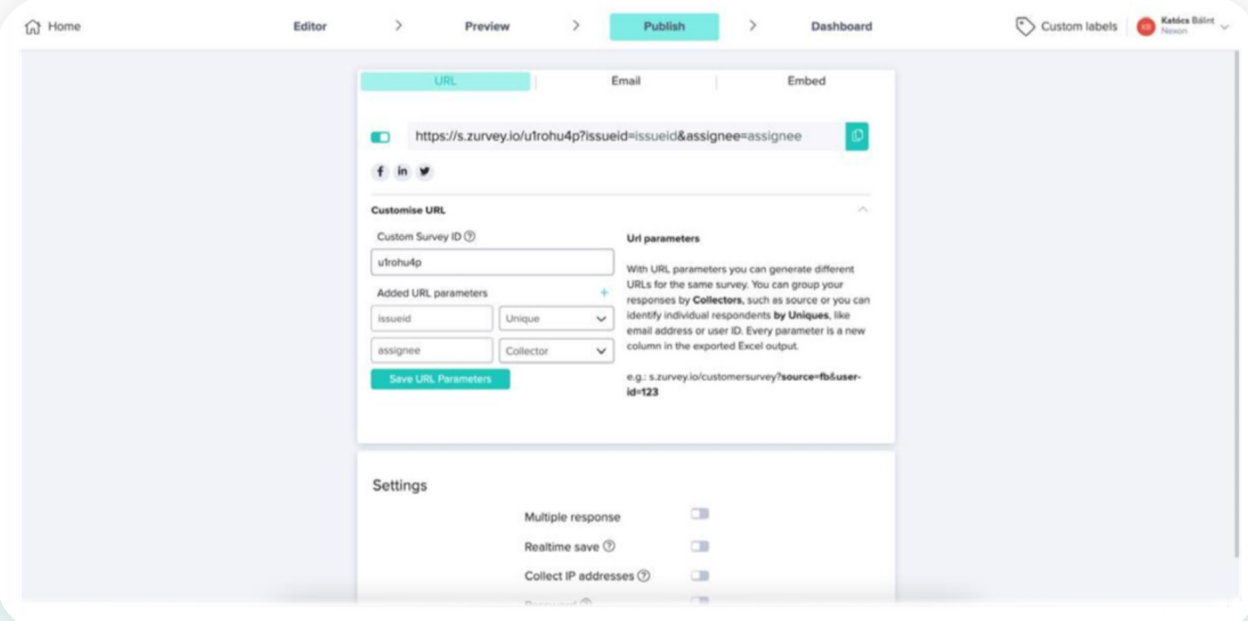 Home
Editor
>
Preview
>
Publish
>
Dashboard
Custom labels
Katócs Bálint
Nexon
URL
Email
Embed
https://s.zurvey.io/u1rohu4p?issueid=issueid&assignee=assignee
Customise URL
Custom Survey ID
u1rohu4p
Added URL parameters
+
issueid
Unique
assignee
Collector
Save URL Parameters
Url parameters
With URL parameters you can generate different
URLs for the same survey. You can group your
responses by Collectors, such as source or you can
identify individual respondents by Uniques, like
email address or user ID. Every parameter is a new
column in the exported Excel output.
e.g.: s.zurvey.io/customersurvey?source=fb&user-
id=123
Settings
Multiple response
Realtime save
Collect IP addresses
Password